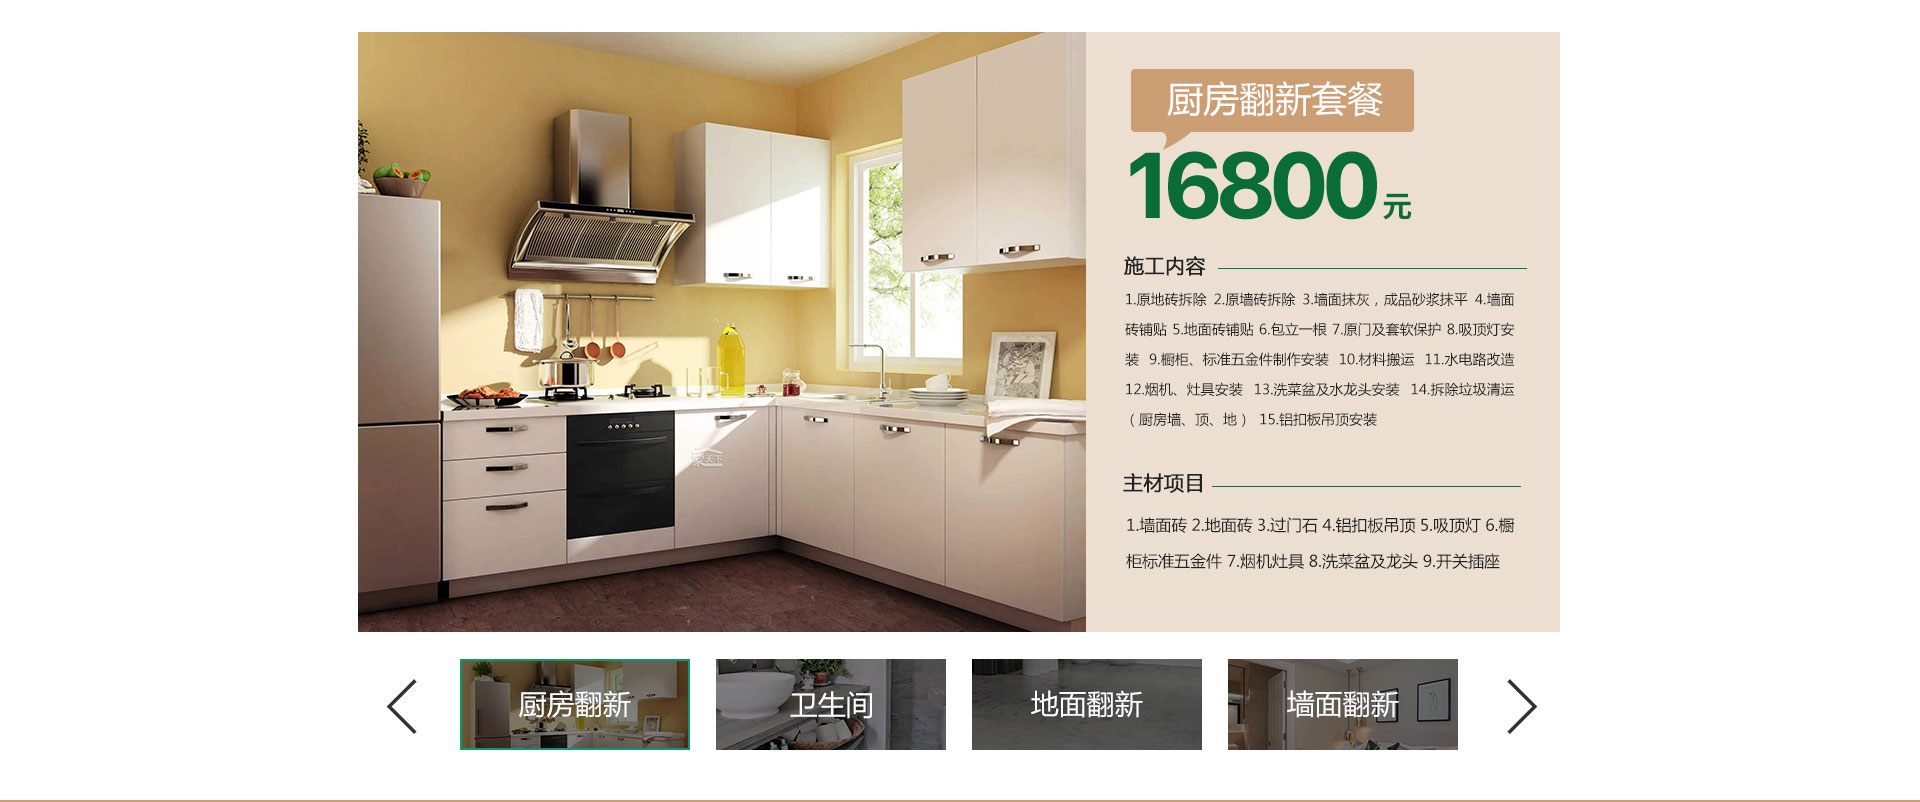 厨房翻新套餐
16800元
施工内容
1.原地砖拆除 2.原墙砖拆除 3.墙面抹灰，成品砂浆抹平 4.墙面
砖铺贴 5.地面砖铺贴 6.包立一根 7.原门及套软保护 8.吸顶灯安
装 9.橱柜、标准五金件制作安装 10.材料搬运 11.水电路改造
12.烟机、灶具安装 13.洗菜盆及水龙头安装 14.拆除垃圾清运
（厨房墙、顶、地） 15.铝扣板吊顶安装
主材项目
1.墙面砖 2.地面砖 3.过门石 4.铝扣板吊顶 5.吸顶灯 6.橱
柜标准五金件 7.烟机灶具 8.洗菜盆及龙头 9.开关插座
厨房翻新
卫生间
地面翻新
墙面翻新